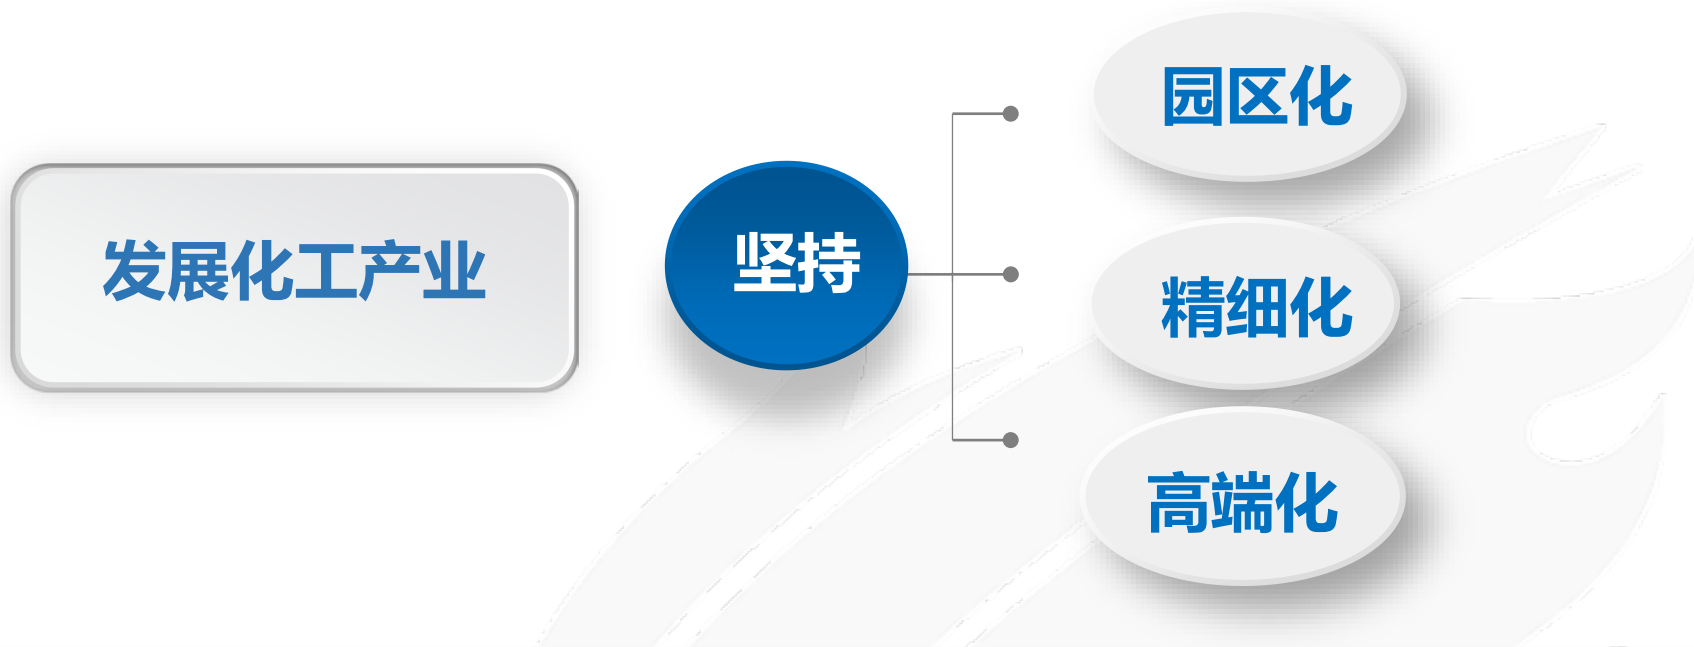 发展化工产业
坚持
园区化
精细化
高端化